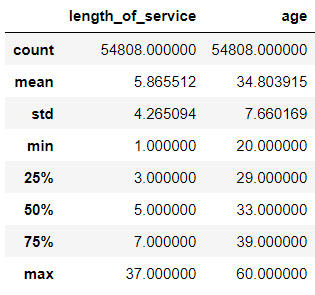 length_of_service age
count 54808.000000 54808.000000
mean 5.865512 34.803915
std 4.265094 7.660169
min 1.000000 20.000000
25% 3.000000 29.000000
50% 5.000000 33.000000
75% 7.000000 39.000000
max 37.000000 60.000000